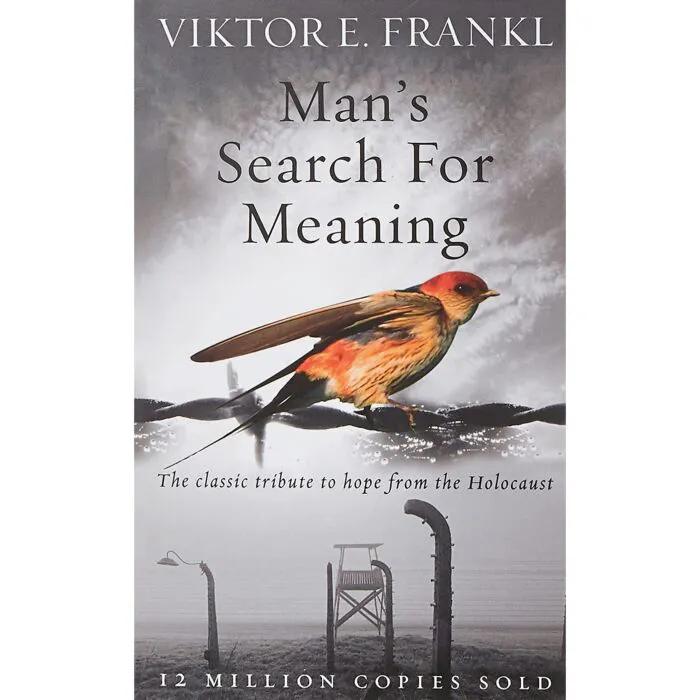 VIKTOR E. FRANKL
Man's
Search For
Meaning
The classic tribute to hope from the Holocaust
12 MILLION COPIES SOLD